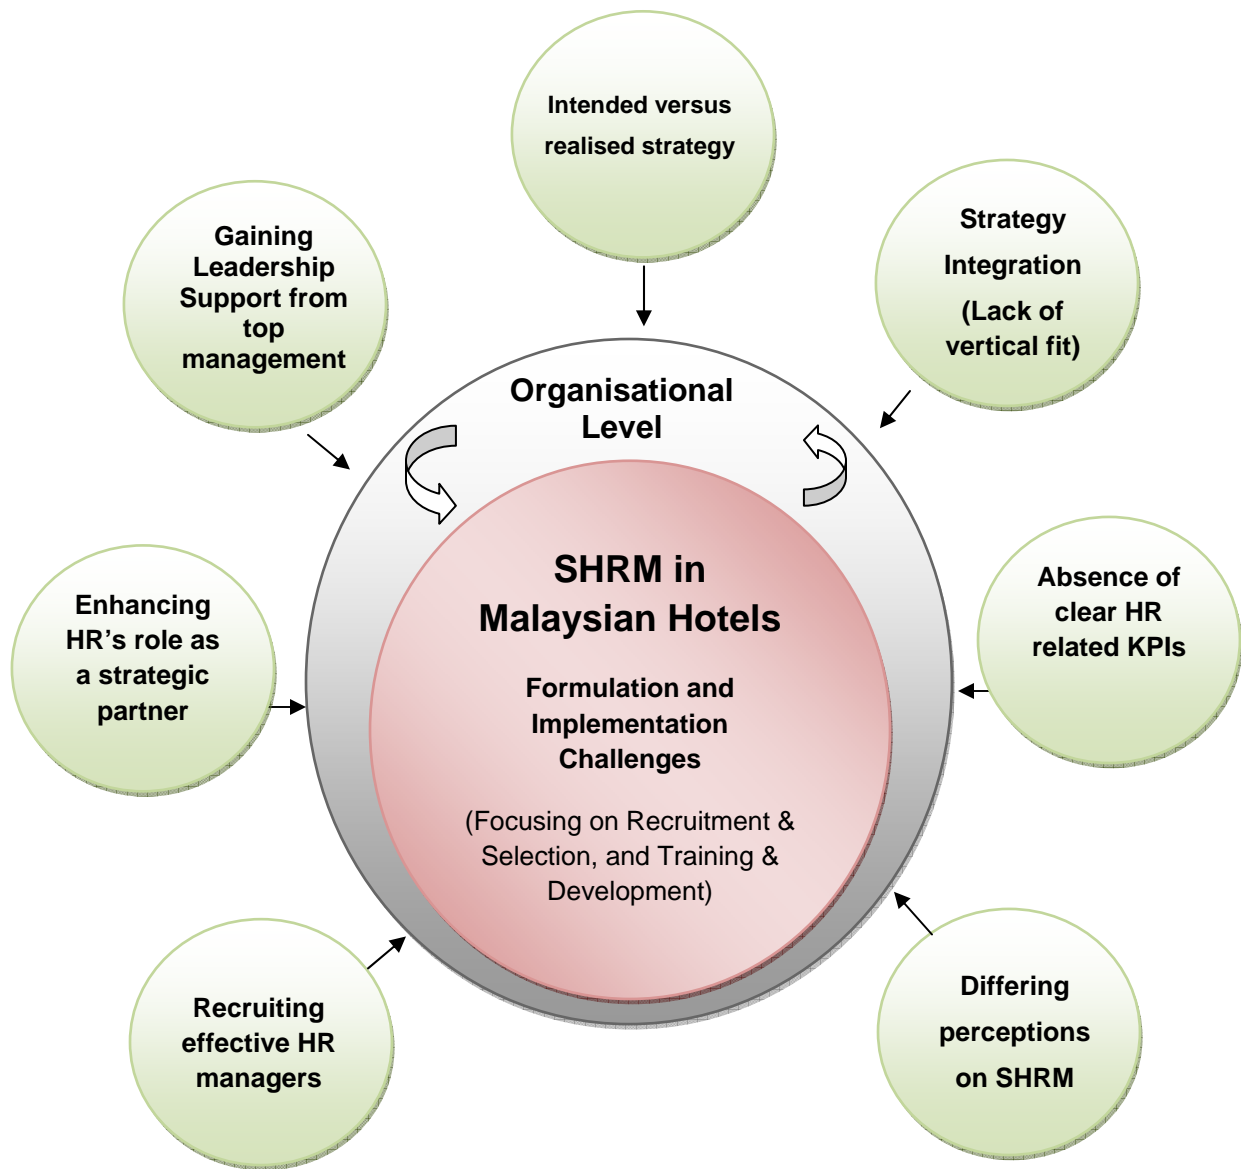 Intended versus
realised strategy
Gaining
Leadership
Support from
top
management
Strategy
Integration
(Lack of
vertical fit)
Organisational
Level
SHRM in
Malaysian Hotels
Formulation and
Implementation
Challenges
(Focusing on Recruitment &
Selection, and Training &
Development)
Enhancing
HR’s role as
a strategic
partner
Absence of
clear HR
related KPIs
Recruiting
effective HR
managers
Differing
perceptions
on SHRM